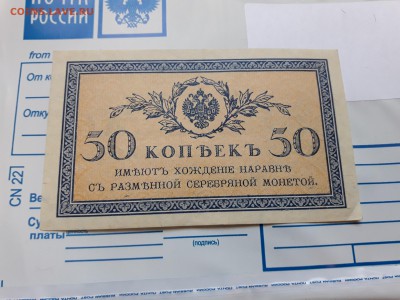 ПОЧТА
РОССИИ
from
От ко
Отку
CN 22
50 КОПѢЕКЪ 50
ИМѢЮТЪ ХОЖДЕНІЕ НАРАВНѢ
СЪ РАЗМѢННОЙ СЕРЕБРЯНОЙ МОНЕТОЙ.
Ве
Су
платы
(подпись)